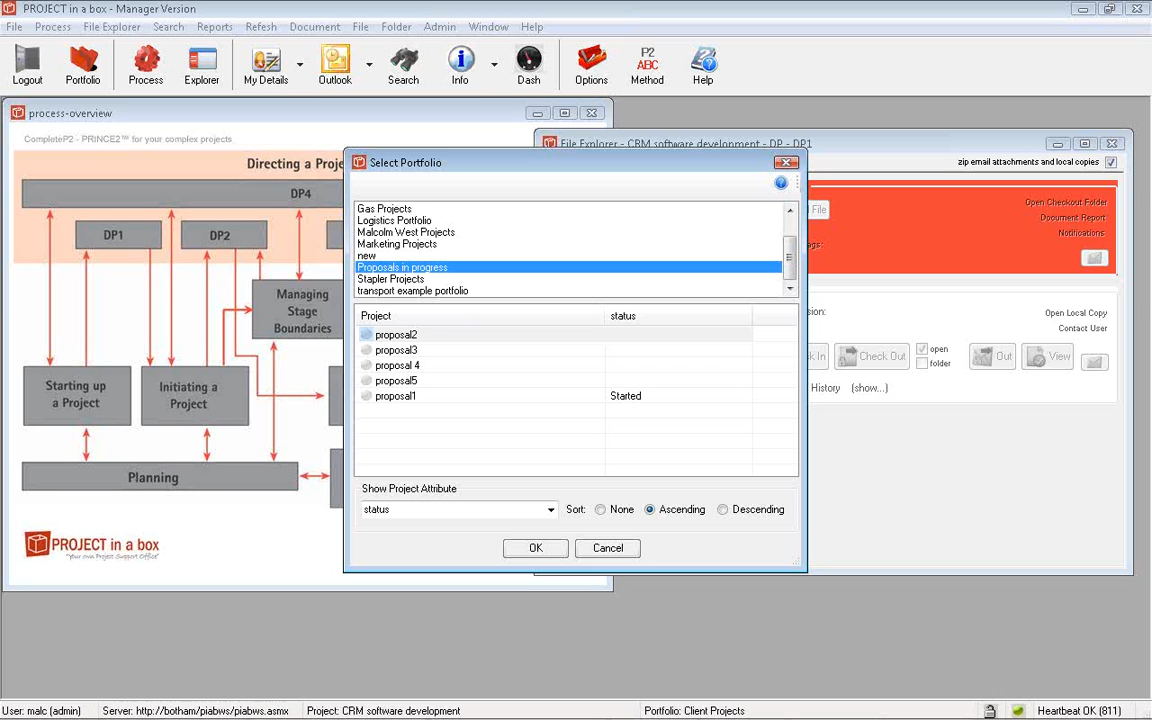 PROJECT in a box - Manager Version
File Process File Explorer Search Reports Refresh Document File Folder Admin Window Help
Logout Portfolio Process Explorer My Details Outlook Search Info Dash Options P2 ABC Method Help
process-overview
CompleteP2 - PRINCE2™ for your complex projects
Directing a Proje
DP4
DP1
DP2
Managing
Stage
Boundaries
Starting up
a Project
Initiating a
Project
Planning
PROJECT in a box
"Your own Project Support Office"
File Explorer - CRM software development - DP - DP1
zip email attachments and local copies
File
Open Checkout Folder
Document Report
Notifications
ags:
sion:
Open Local Copy
Contact User
k In Check Out open folder Out View
History (show...)
Select Portfolio
Gas Projects
Logistics Portfolio
Malcolm West Projects
Marketing Projects
new
Proposals in progress
Stapler Projects
transport example portfolio
Project status
proposal2
proposal3
proposal 4
proposal5
proposal1 Started
Show Project Attribute
status Sort: None Ascending Descending
OK Cancel
User: malc (admin) Server: http://botham/piabws/piabws.asmx Project: CRM software development Portfolio: Client Projects Heartbeat OK (811)